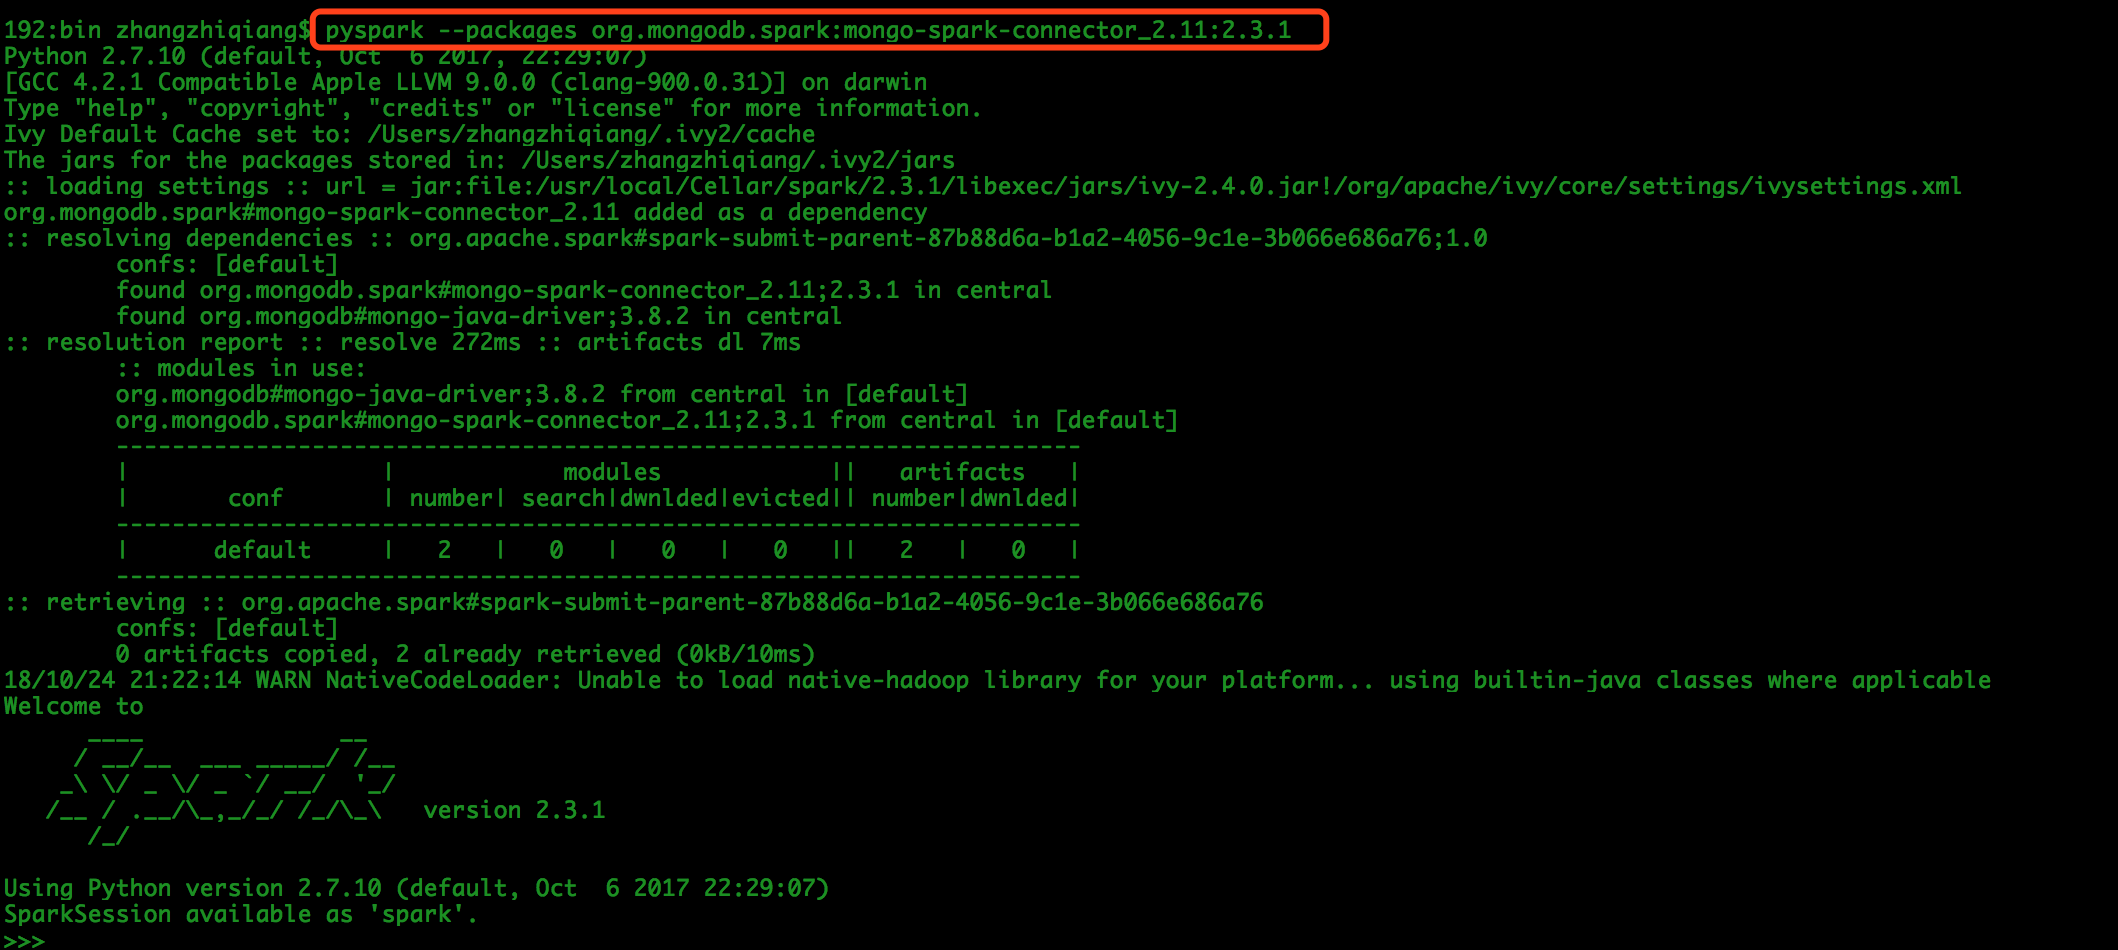 192:bin zhangzhiqiang$ pyspark --packages org.mongodb.spark:mongo-spark-connector_2.11:2.3.1
Python 2.7.10 (default, Oct  6 2017, 22:29:07)
[GCC 4.2.1 Compatible Apple LLVM 9.0.0 (clang-900.0.31)] on darwin
Type "help", "copyright", "credits" or "license" for more information.
Ivy Default Cache set to: /Users/zhangzhiqiang/.ivy2/cache
The jars for the packages stored in: /Users/zhangzhiqiang/.ivy2/jars
:: loading settings :: url = jar:file:/usr/local/Cellar/spark/2.3.1/libexec/jars/ivy-2.4.0.jar!/org/apache/ivy/core/settings/ivysettings.xml
org.mongodb.spark#mongo-spark-connector_2.11 added as a dependency
:: resolving dependencies :: org.apache.spark#spark-submit-parent-87b88d6a-b1a2-4056-9c1e-3b066e686a76;1.0
        confs: [default]
        found org.mongodb.spark#mongo-spark-connector_2.11;2.3.1 in central
        found org.mongodb#mongo-java-driver;3.8.2 in central
:: resolution report :: resolve 272ms :: artifacts dl 7ms
        :: modules in use:
        org.mongodb#mongo-java-driver;3.8.2 from central in [default]
        org.mongodb.spark#mongo-spark-connector_2.11;2.3.1 from central in [default]
        ---------------------------------------------------------------------
        |                  |            modules            ||   artifacts   |
        |       conf       | number| search|dwnlded|evicted|| number|dwnlded|
        ---------------------------------------------------------------------
        |      default     |   2   |   0   |   0   |   0   ||   2   |   0   |
        ---------------------------------------------------------------------
:: retrieving :: org.apache.spark#spark-submit-parent-87b88d6a-b1a2-4056-9c1e-3b066e686a76
        confs: [default]
        0 artifacts copied, 2 already retrieved (0kB/10ms)
18/10/24 21:22:14 WARN NativeCodeLoader: Unable to load native-hadoop library for your platform... using builtin-java classes where applicable
Welcome to
      ____              __
     / __/__  ___ _____/ /__
    _\ \/ _ \/ _ `/ __/  '_/
   /__ / .__/\_,_/_/ /_/\_\   version 2.3.1
      /_/
Using Python version 2.7.10 (default, Oct  6 2017 22:29:07)
SparkSession available as 'spark'.
>>>